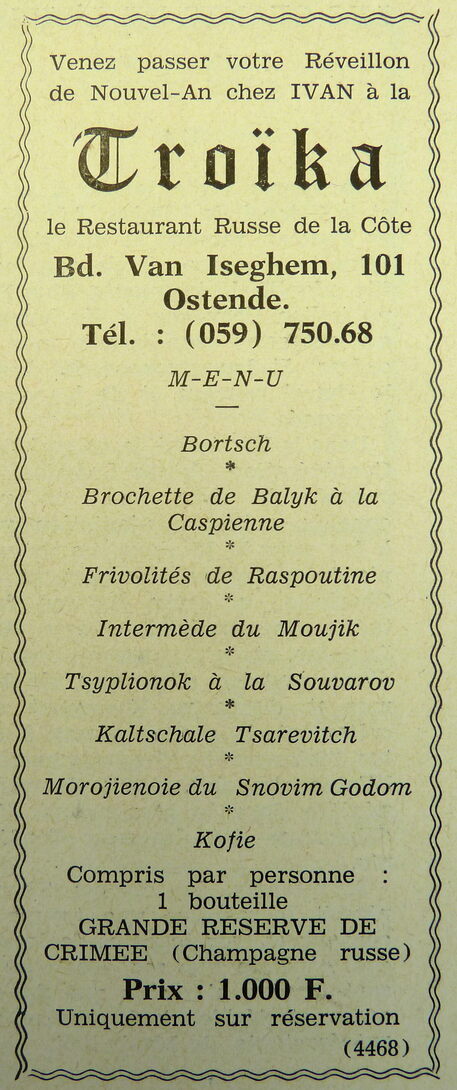 Venez passer votre Réveillon
de Nouvel-An chez IVAN à la
Troïka
le Restaurant Russe de la Côte
Bd. Van Iseghem, 101
Ostende.
Tél. : (059) 750.68
M-E-N-U
—
Bortsch
*
Brochette de Balyk à la
Caspienne
*
Frivolités de Raspoutine
*
Intermède du Moujik
*
Tsyplionok à la Souvarov
*
Kaltschale Tsarevitch
*
Morojienoie du Snovim Godom
*
Kofie
Compris par personne :
1 bouteille
GRANDE RESERVE DE
CRIMEE (Champagne russe)
Prix : 1.000 F.
Uniquement sur réservation
(4468)